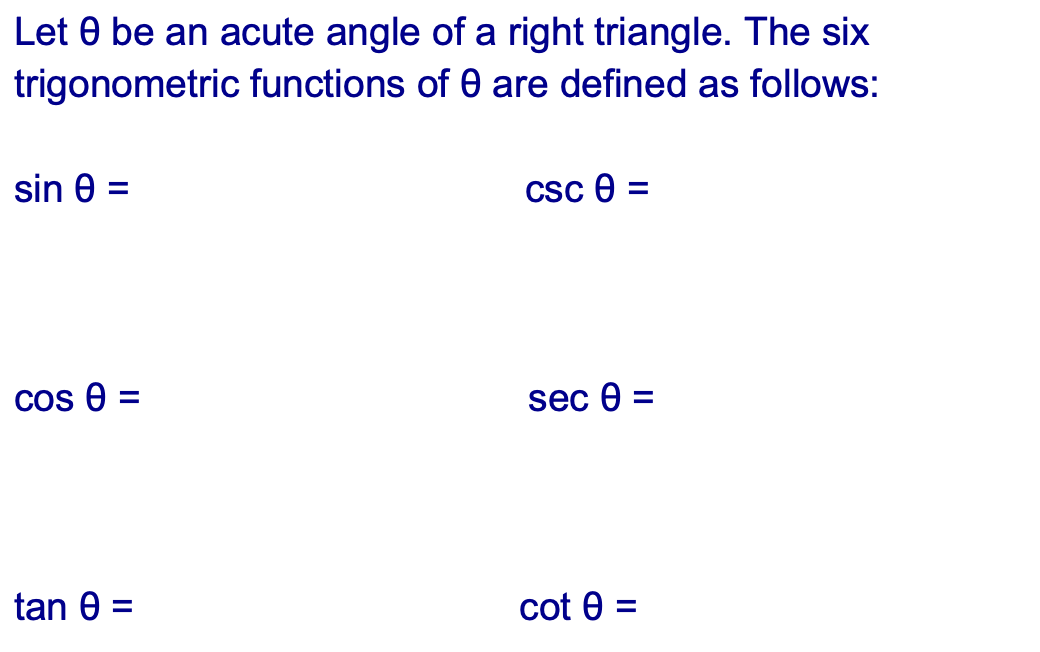 Let θ be an acute angle of a right triangle. The six
trigonometric functions of θ are defined as follows:
sin θ = csc θ =
cos θ = sec θ =
tan θ = cot θ =